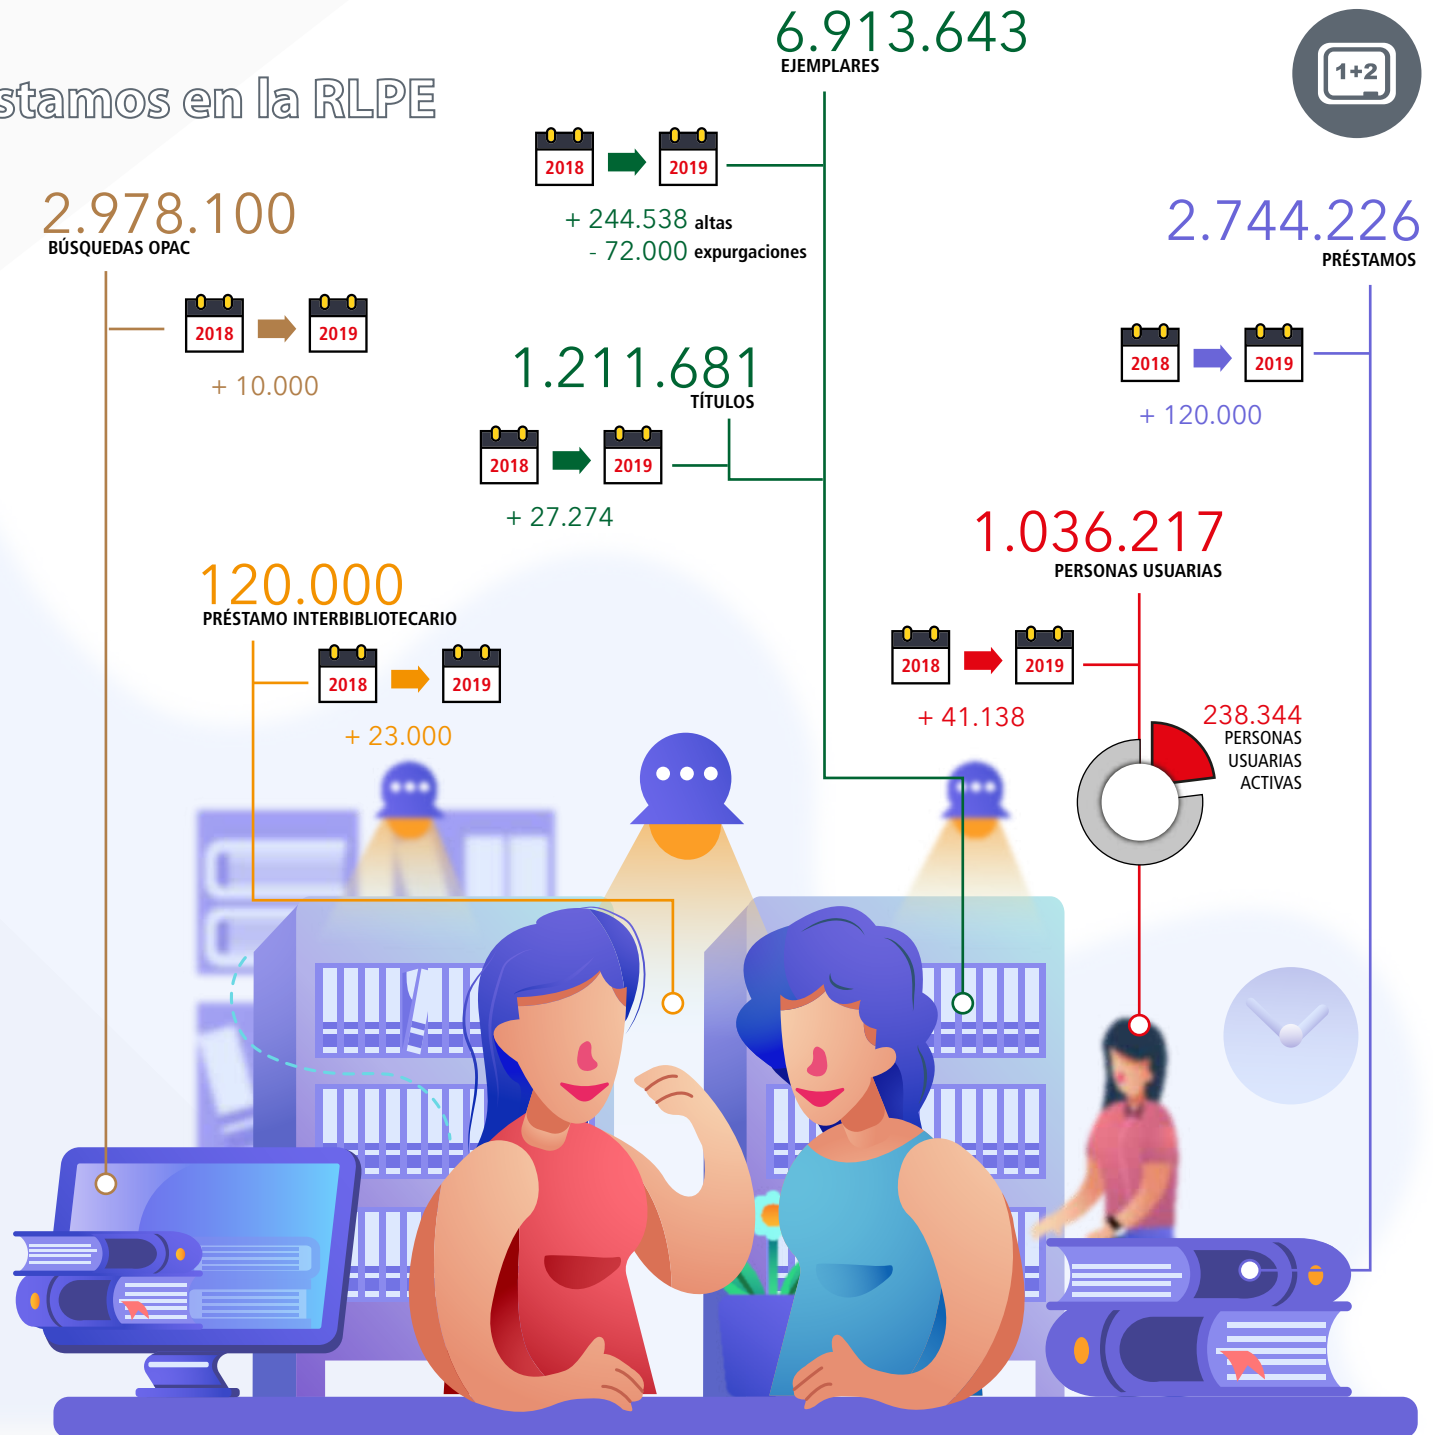 stamos en la RLPE
1+2
6.913.643
EJEMPLARES
2018
2019
+ 244.538 altas
- 72.000 expurgaciones
2.978.100
BÚSQUEDAS OPAC
2018
2019
+ 10.000
2.744.226
PRÉSTAMOS
2018
2019
+ 120.000
1.211.681
TÍTULOS
2018
2019
+ 27.274
1.036.217
PERSONAS USUARIAS
2018
2019
+ 41.138
238.344
PERSONAS
USUARIAS
ACTIVAS
120.000
PRÉSTAMO INTERBIBLIOTECARIO
2018
2019
+ 23.000